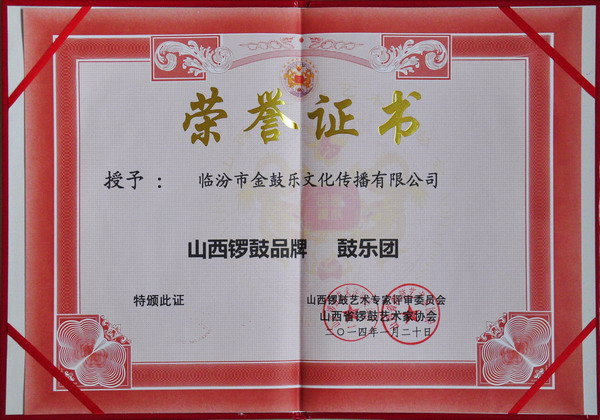 荣誉证书
授予：临汾市金鼓乐文化传播有限公司
山西锣鼓品牌 鼓乐团
特颁此证
山西锣鼓艺术专家评审委员会
山西省锣鼓艺术家协会
二〇一四年一月二十日